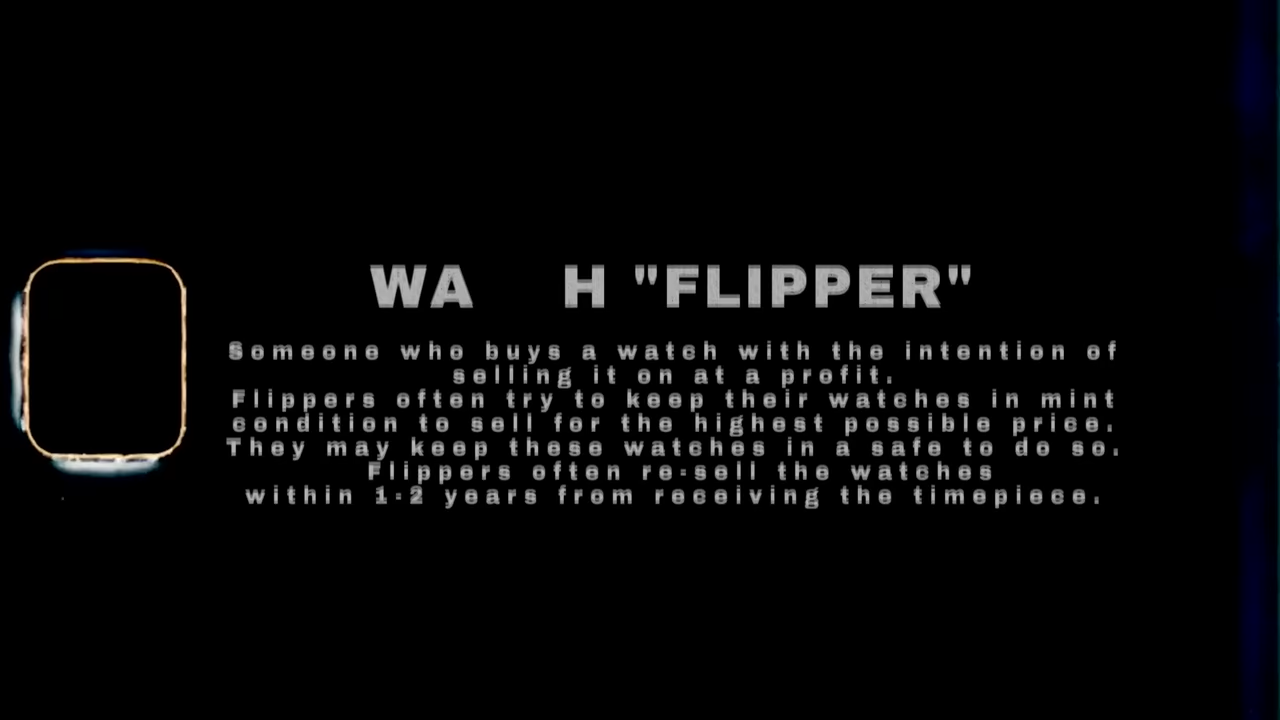 WA H "FLIPPER"
Someone who buys a watch with the intention of
selling it on at a profit.
Flippers often try to keep their watches in mint
condition to sell for the highest possible price.
They may keep these watches in a safe to do so.
Flippers often re-sell the watches
within 1-2 years from receiving the timepiece.